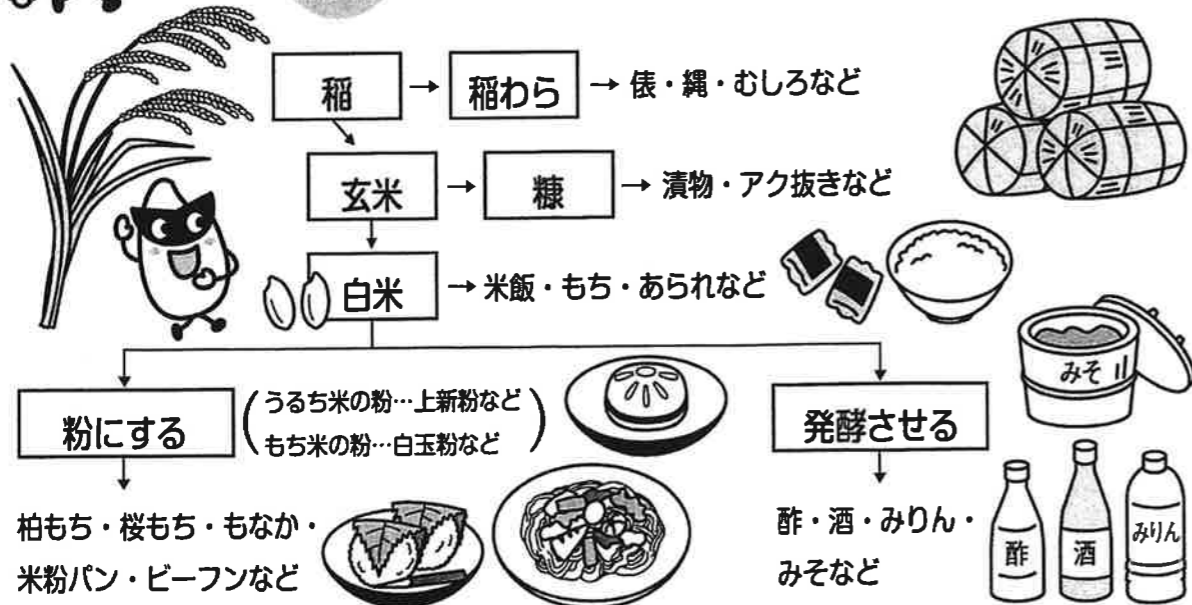 稲 → 稲わら → 俵・縄・むしろなど
玄米 → 糠 → 漬物・アク抜きなど
白米 → 米飯・もち・あられなど
粉にする
(うるち米の粉…上新粉など
もち米の粉…白玉粉など)
柏もち・桜もち・もなか・
米粉パン・ビーフンなど
発酵させる
酢・酒・みりん・
みそなど
みそ
酢
酒
みりん